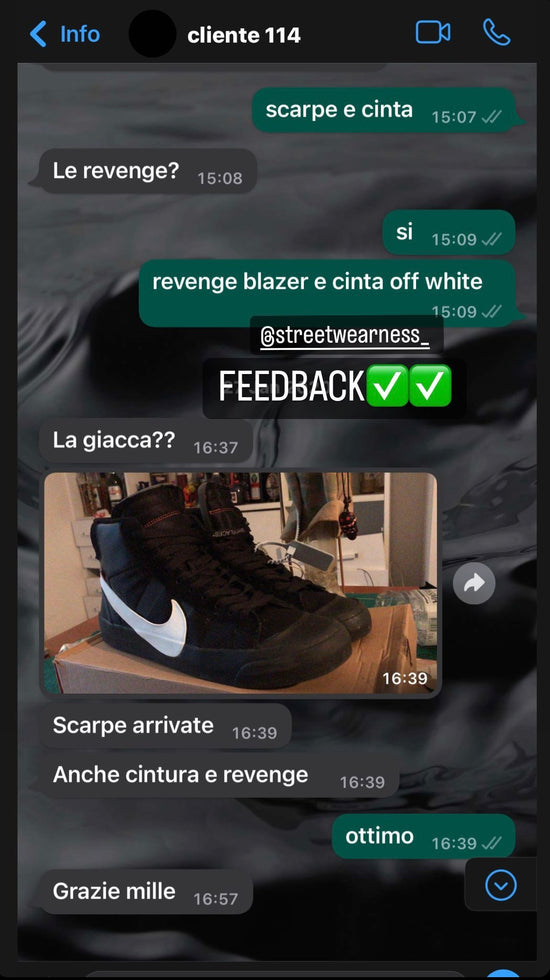 Info
cliente 114
scarpe e cinta 15:07
Le revenge? 15:08
si 15:09
revenge blazer e cinta off white
15:09
@streetwearness_
FEEDBACK✅✅
La giacca?? 16:37
16:39
Scarpe arrivate 16:39
Anche cintura e revenge 16:39
ottimo 16:39
Grazie mille 16:57